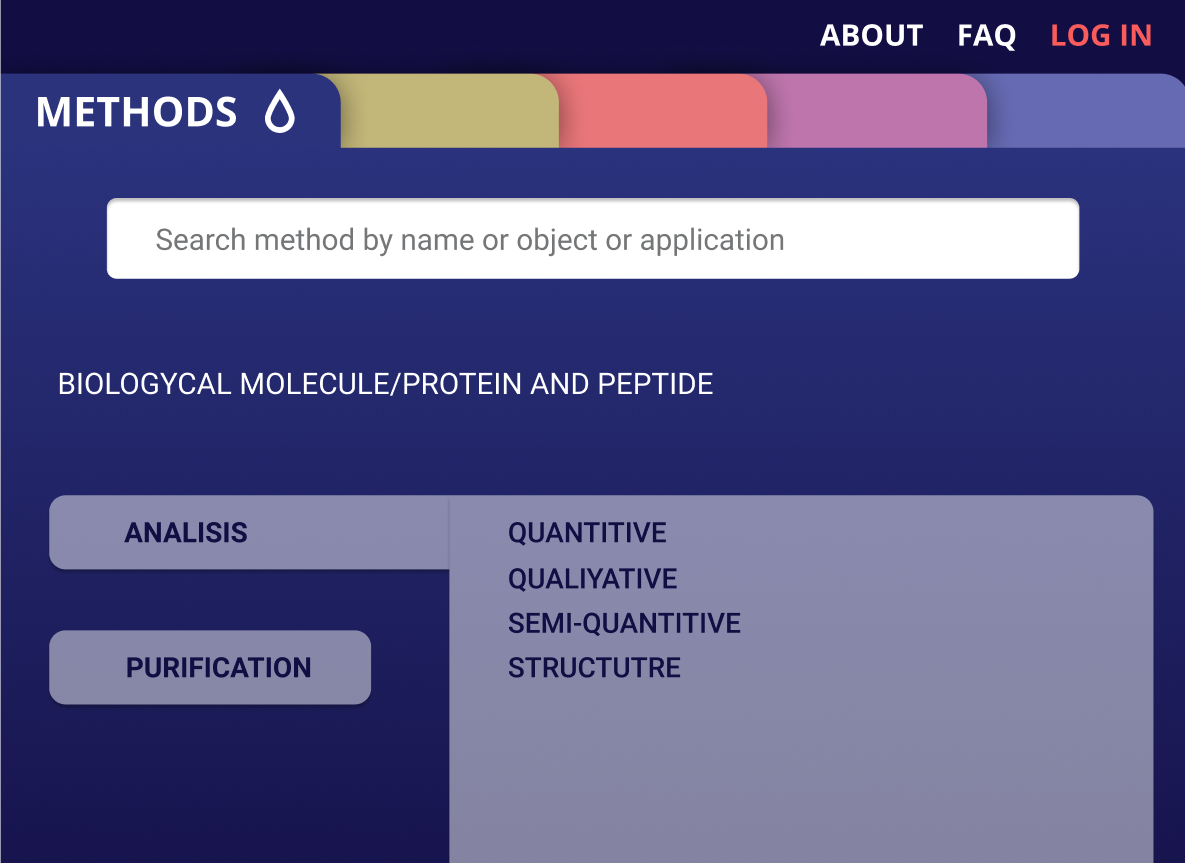 ABOUT FAQ LOG IN
METHODS
Search method by name or object or application
BIOLOGYCAL MOLECULE/PROTEIN AND PEPTIDE
ANALISIS
QUANTITIVE
QUALIYATIVE
SEMI-QUANTITIVE
PURIFICATION
STRUCTUTRE